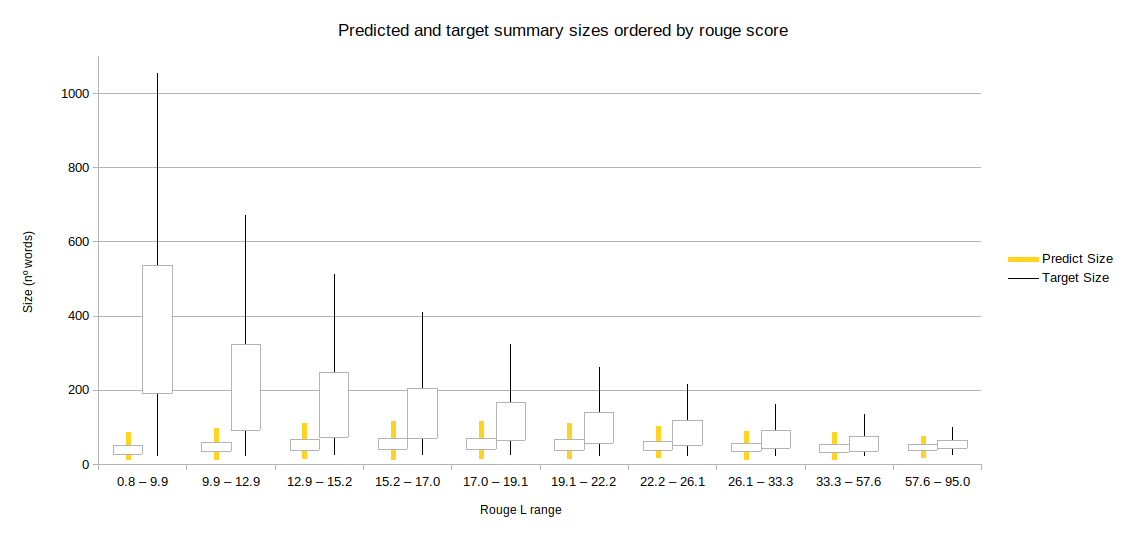 Predicted and target summary sizes ordered by rouge score
1000
800
600
400
200
0
Size (nº words)
0.8 – 9.9
9.9 – 12.9
12.9 – 15.2
15.2 – 17.0
17.0 – 19.1
19.1 – 22.2
22.2 – 26.1
26.1 – 33.3
33.3 – 57.6
57.6 – 95.0
Rouge L range
Predict Size
Target Size